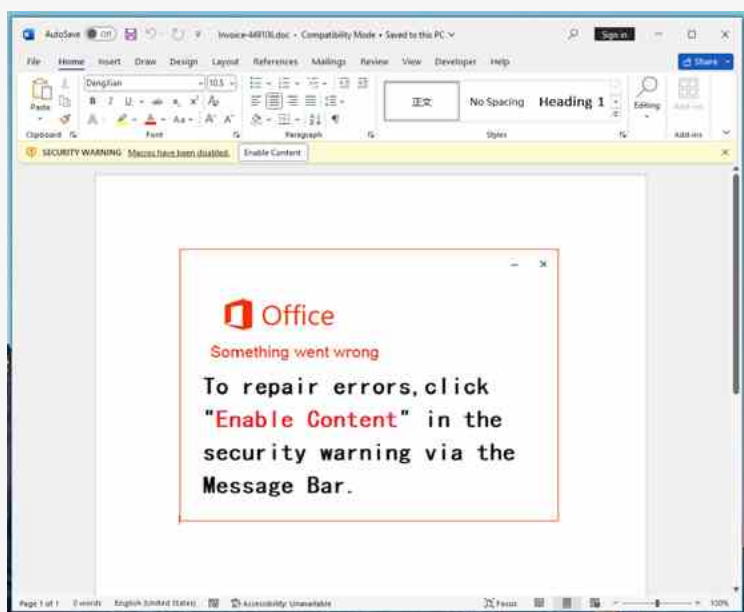 AutoSave Off Invoice-449106.doc • Compatibility Mode • Saved to this PC Sign in
File Home Insert Draw Design Layout References Mailings Review View Developer Help Share
DengXian 10.5
Paste
正文 No Spacing Heading 1
Editing Add-ins
Clipboard Font Paragraph Styles Add-ins
SECURITY WARNING Macros have been disabled. Enable Content
Office
Something went wrong
To repair errors,click
"Enable Content" in the
security warning via the
Message Bar.
Page 1 of 1 0 words English (United States) Accessibility: Unavailable Focus 100%